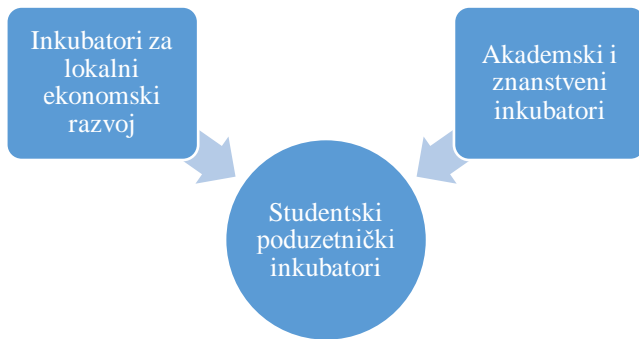 Inkubatori za
lokalni
ekonomski
razvoj
Akademski i
znanstveni
inkubatori
Studentski
poduzetnički
inkubatori